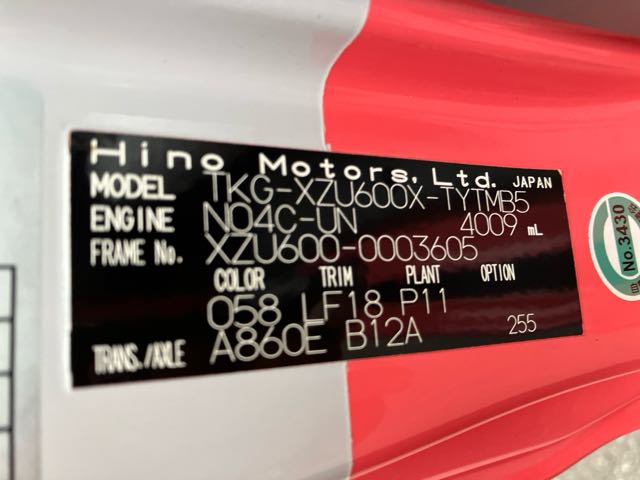 Hino Motors, Ltd. JAPAN
MODEL TKG-XZU600X-TYTMB5
ENGINE N04C-UN 4009 mL
FRAME No. XZU600-0003605
COLOR TRIM PLANT OPTION
058 LF18 P11
TRANS./AXLE A860E B12A 255
No.3430